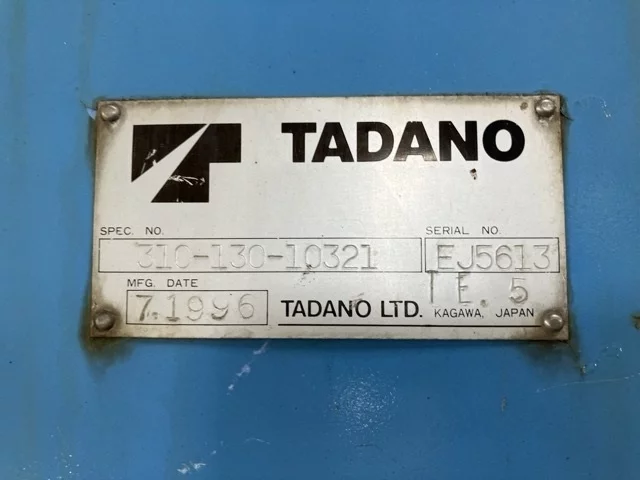 TADANO
SPEC. NO.
310-130-10321
SERIAL NO.
EJ5613
MFG. DATE
7.1996
TADANO LTD.
TE. 5
KAGAWA, JAPAN